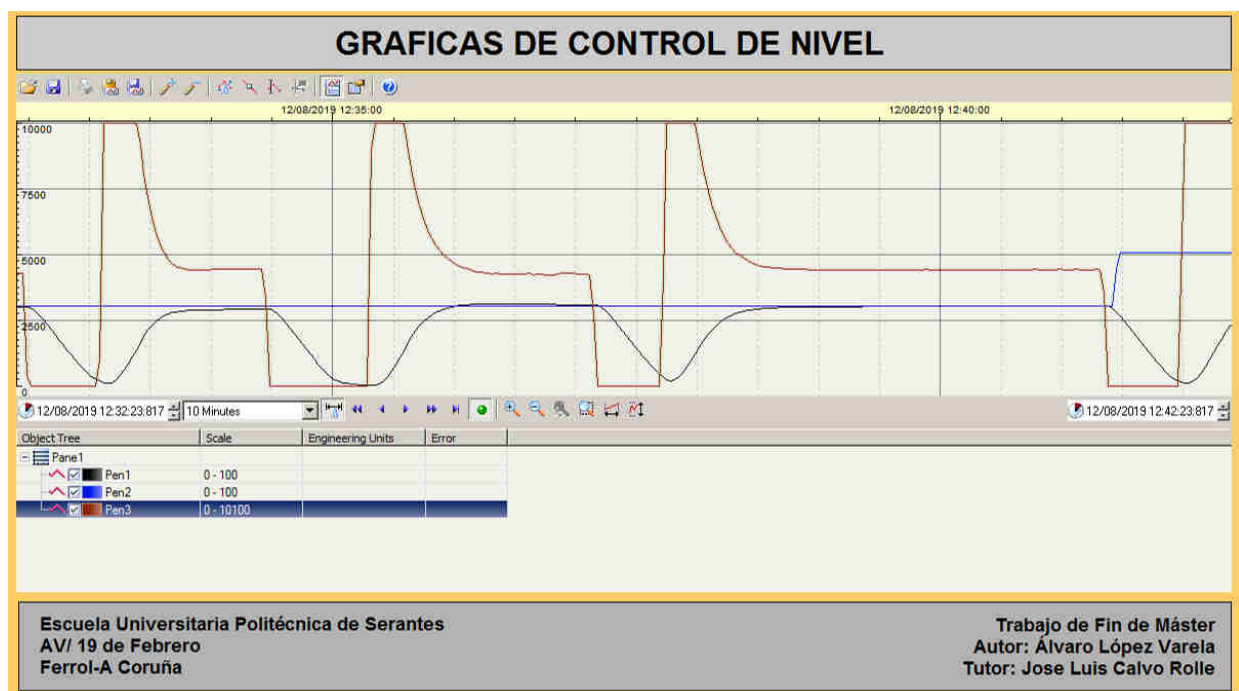 GRAFICAS DE CONTROL DE NIVEL
12/08/2019 12:35:00 12/08/2019 12:40:00
10000
7500
5000
2500
0
12/08/2019 12:32:23:817 10 Minutes 12/08/2019 12:42:23:817
Object Tree Scale Engineering Units Error
Pane1
Pen1 0 - 100
Pen2 0 - 100
Pen3 0 - 10100
Escuela Universitaria Politécnica de Serantes
AV/ 19 de Febrero
Ferrol-A Coruña
Trabajo de Fin de Máster
Autor: Álvaro López Varela
Tutor: Jose Luis Calvo Rolle